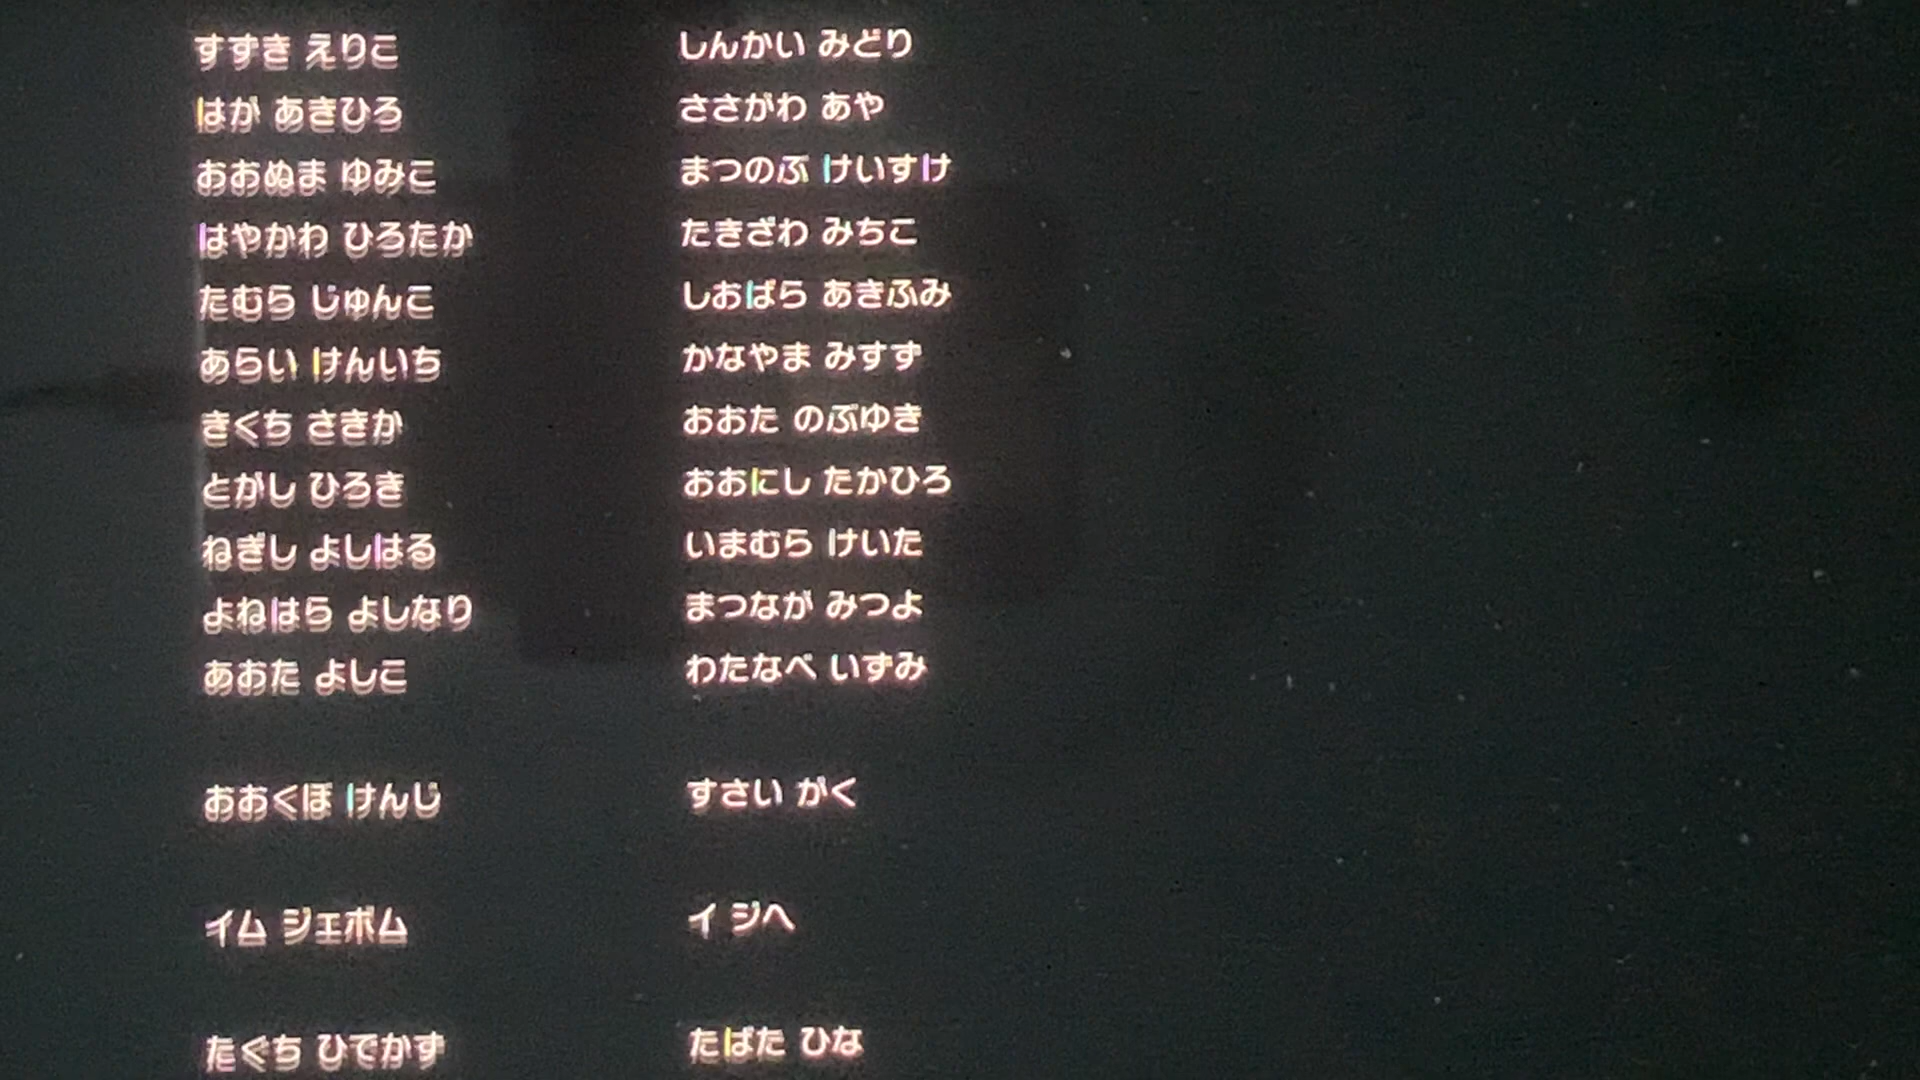 すずき えりこ
はが あきひろ
おおぬま ゆみこ
はやかわ ひろたか
たむら じゅんこ
あらい けんいち
きくち さきか
とがし ひろき
ねぎし よしはる
よねはら よしなり
あおた よしこ
おおくぼ けんじ
イム ジェボム
たぐち ひでかず
しんかい みどり
ささがわ あや
まつのぶ けいすけ
たきざわ みちこ
しおばら あきふみ
かなやま みすず
おおた のぶゆき
おおにし たかひろ
いまむら けいた
まつなが みつよ
わたなべ いずみ
すさい がく
イ ジヘ
たばた ひな